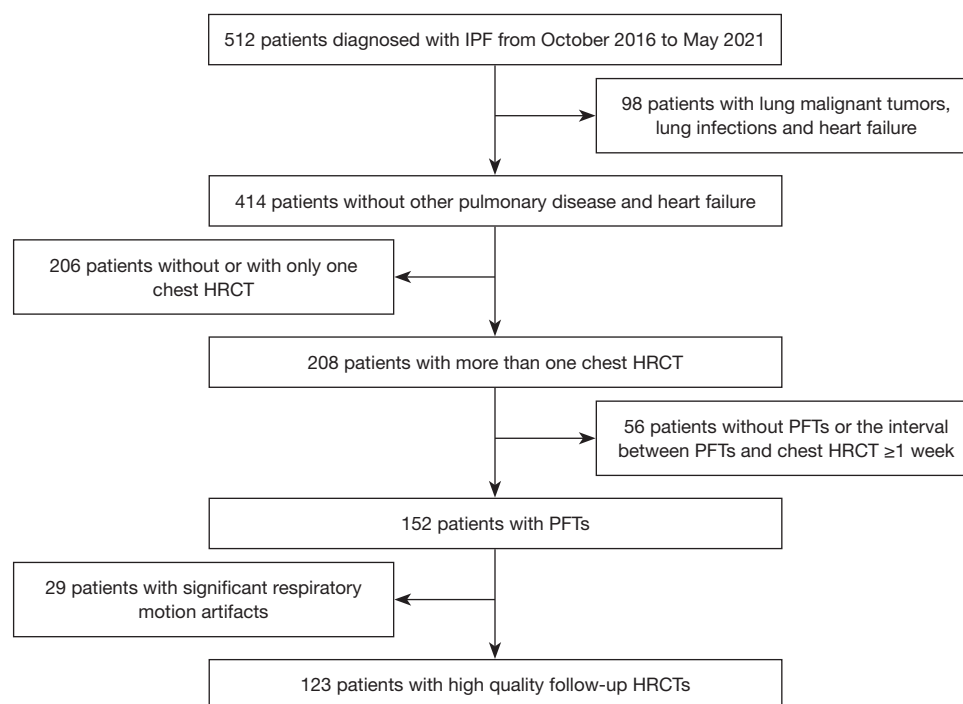 512 patients diagnosed with IPF from October 2016 to May 2021
98 patients with lung malignant tumors,
lung infections and heart failure
414 patients without other pulmonary disease and heart failure
206 patients without or with only one
chest HRCT
208 patients with more than one chest HRCT
56 patients without PFTs or the interval
between PFTs and chest HRCT ≥1 week
152 patients with PFTs
29 patients with significant respiratory
motion artifacts
123 patients with high quality follow-up HRCTs